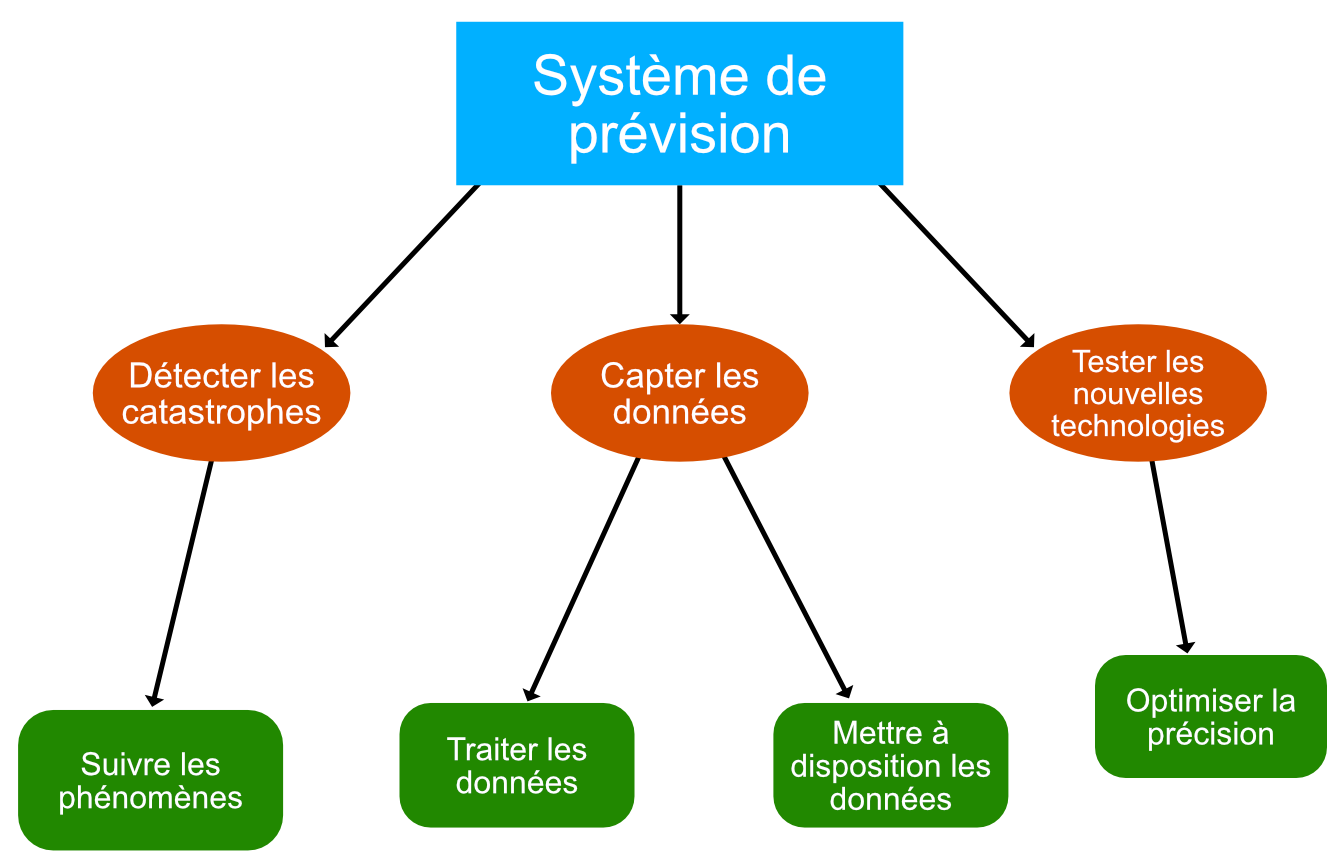 Système de
prévision
Détecter les
catastrophes
Capter les
données
Tester les
nouvelles
technologies
Suivre les
phénomènes
Traiter les
données
Mettre à
disposition les
données
Optimiser la
précision